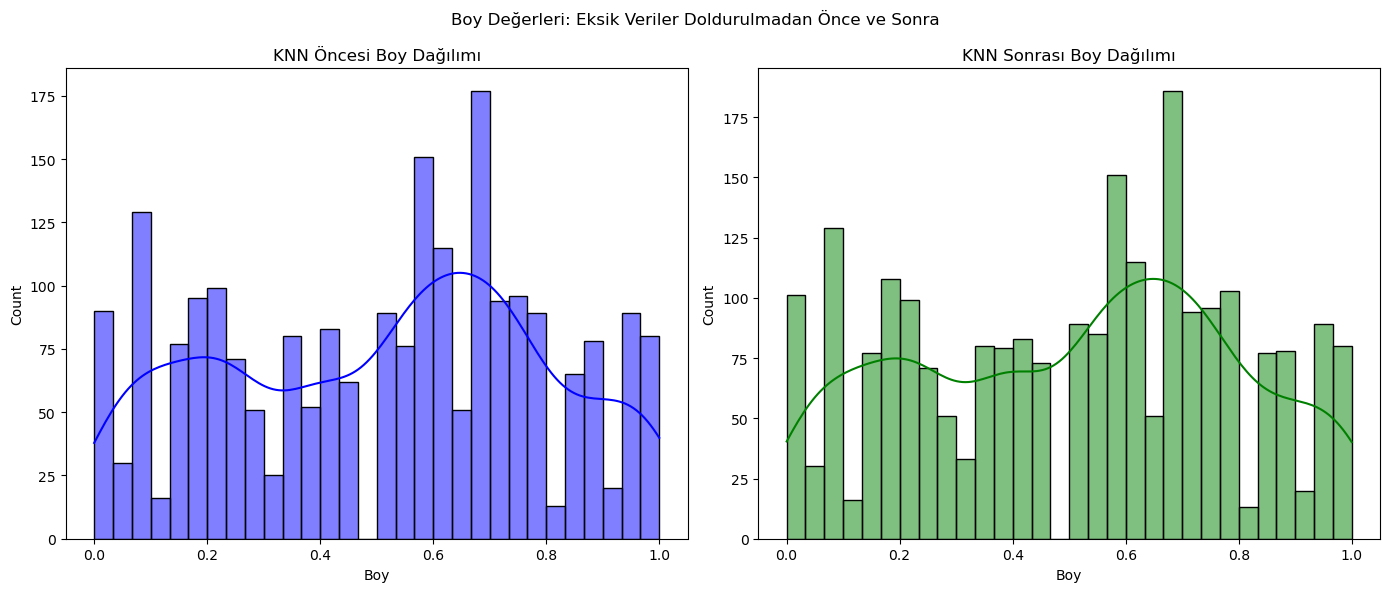 Boy Değerleri: Eksik Veriler Doldurulmadan Önce ve Sonra
KNN Öncesi Boy Dağılımı
175
150
125
100
75
50
25
0
Count
0.0 0.2 0.4 0.6 0.8 1.0
Boy
KNN Sonrası Boy Dağılımı
175
150
125
100
75
50
25
0
Count
0.0 0.2 0.4 0.6 0.8 1.0
Boy